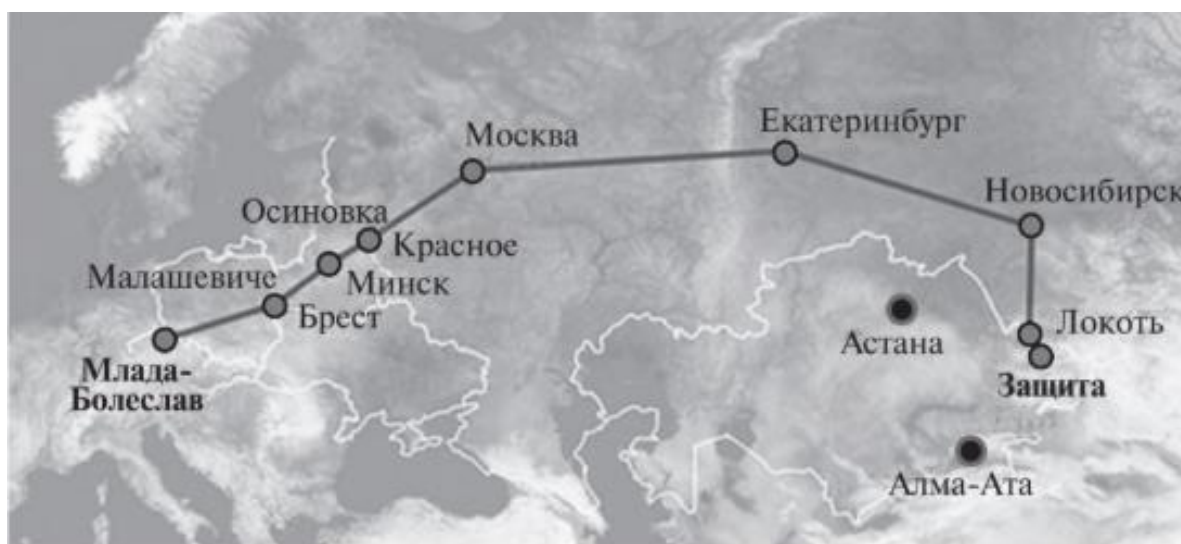 Екатеринбург
Москва
Новосибирск
Осиновка
Красное
Малашевиче
Минск
Брест
Локоть
Астана
Млада-
Болеслав
Защита
Алма-Ата